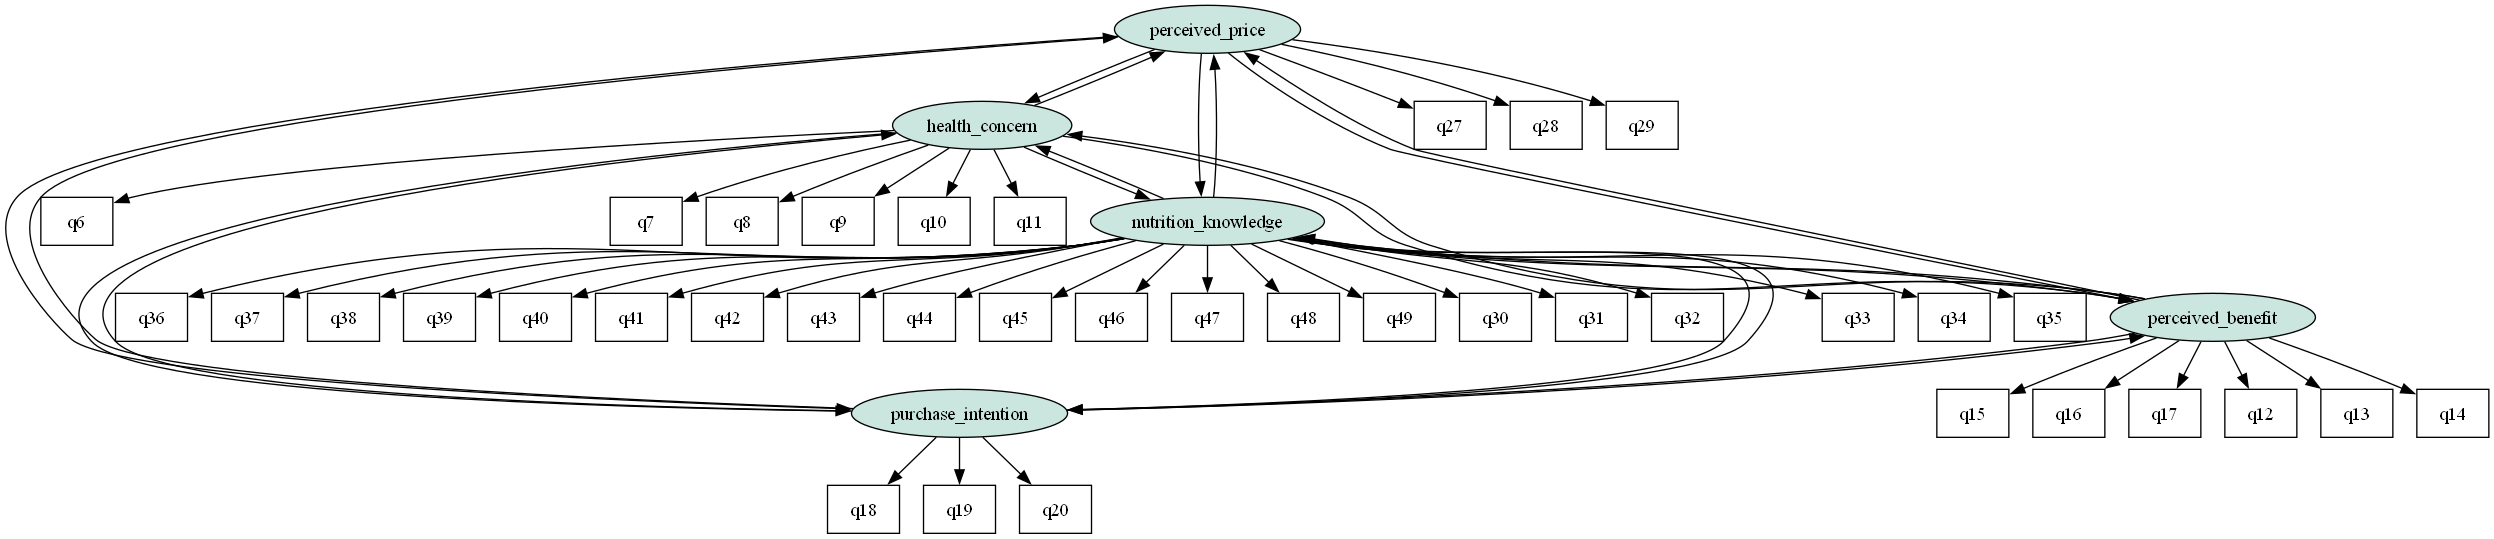 perceived_price
health_concern
q27
q28
q29
q6
q7
q8
q9
q10
q11
nutrition_knowledge
q36
q37
q38
q39
q40
q41
q42
q43
q44
q45
q46
q47
q48
q49
q30
q31
q32
q33
q34
q35
perceived_benefit
purchase_intention
q15
q16
q17
q12
q13
q14
q18
q19
q20